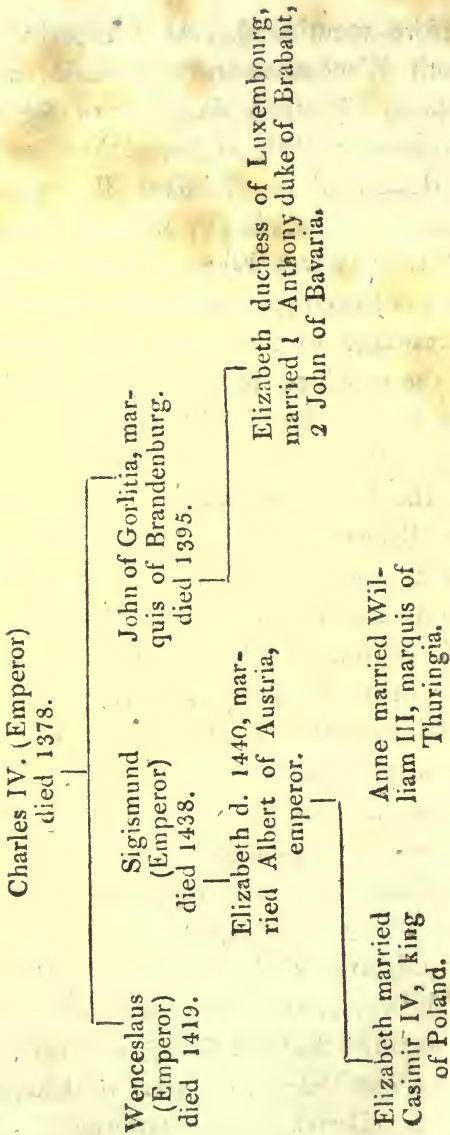 Charles IV. (Emperor)
died 1378.
Wenceslaus
(Emperor)
died 1419.
Sigismund
(Emperor)
died 1438.
John of Gorlitia, mar-
quis of Brandenburg.
died 1395.
Elizabeth d. 1440, mar-
ried Albert of Austria,
emperor.
Elizabeth duchess of Luxembourg,
married 1 Anthony duke of Brabant,
2 John of Bavaria.
Elizabeth married
Casimir IV, king
of Poland.
Anne married Wil-
liam III, marquis of
Thuringia.